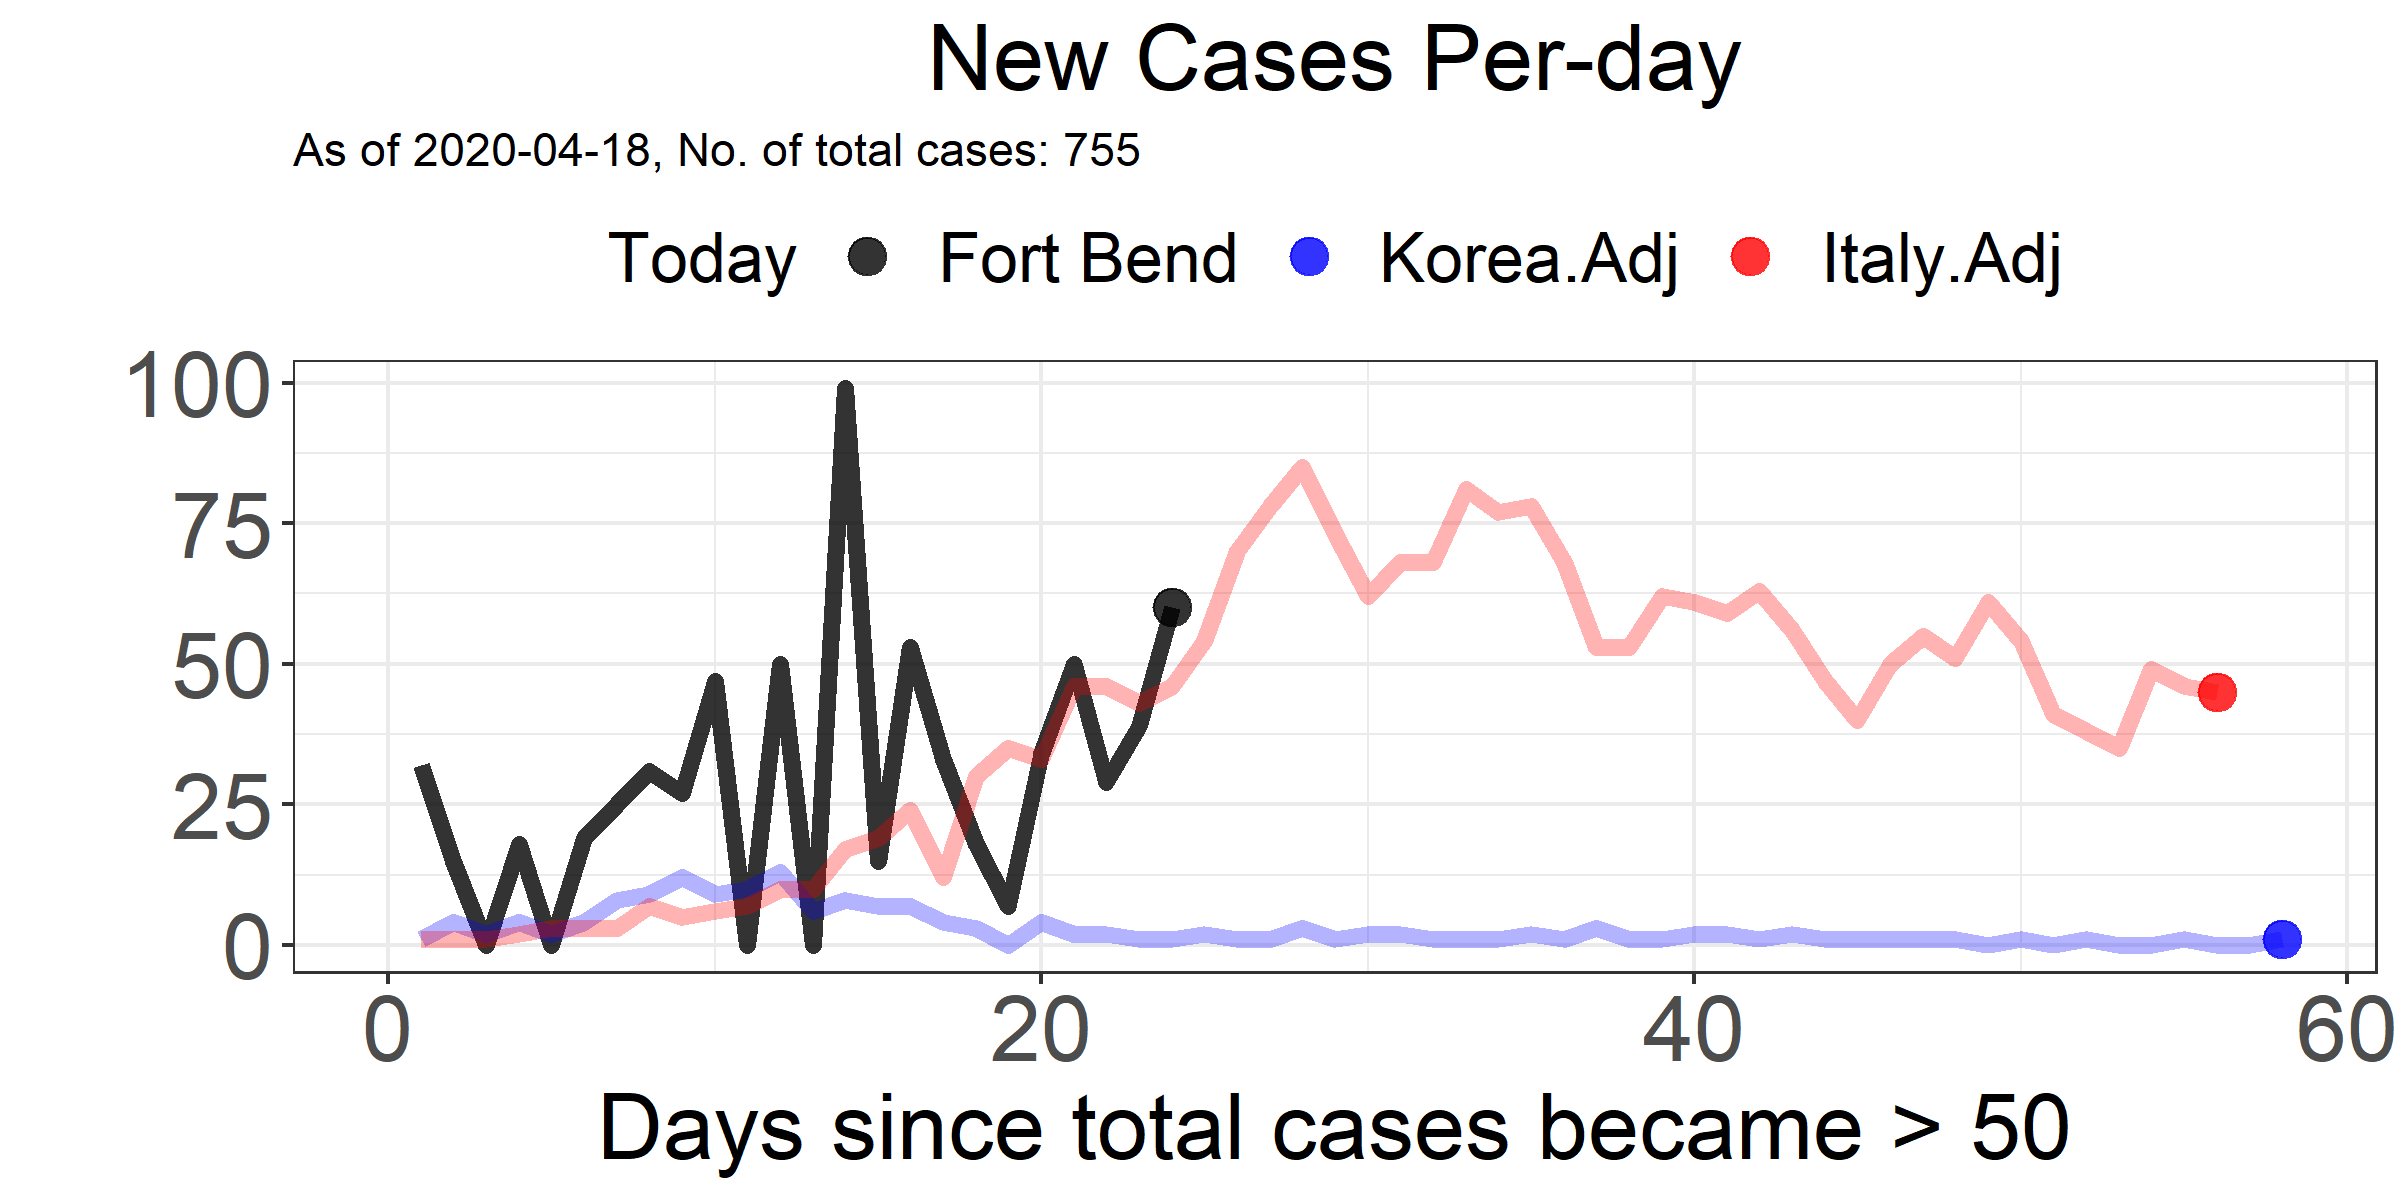 New Cases Per-day
As of 2020-04-18, No. of total cases: 755
Today Fort Bend Korea.Adj Italy.Adj
100
75
50
25
0
0 20 40 60
Days since total cases became > 50